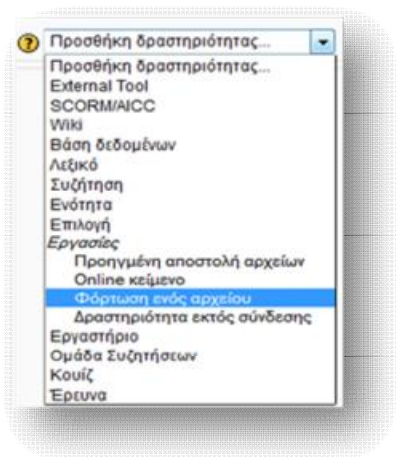 Προσθήκη δραστηριότητας...
Προσθήκη δραστηριότητας...
External Tool
SCORM/AICC
Wiki
Βάση δεδομένων
Λεξικό
Συζήτηση
Ενότητα
Επιλογή
Εργασίες
Προηγμένη αποστολή αρχείων
Online κείμενο
Φόρτωση ενός αρχείου
Δραστηριότητα εκτός σύνδεσης
Εργαστήριο
Ομάδα Συζητήσεων
Κουίζ
Έρευνα